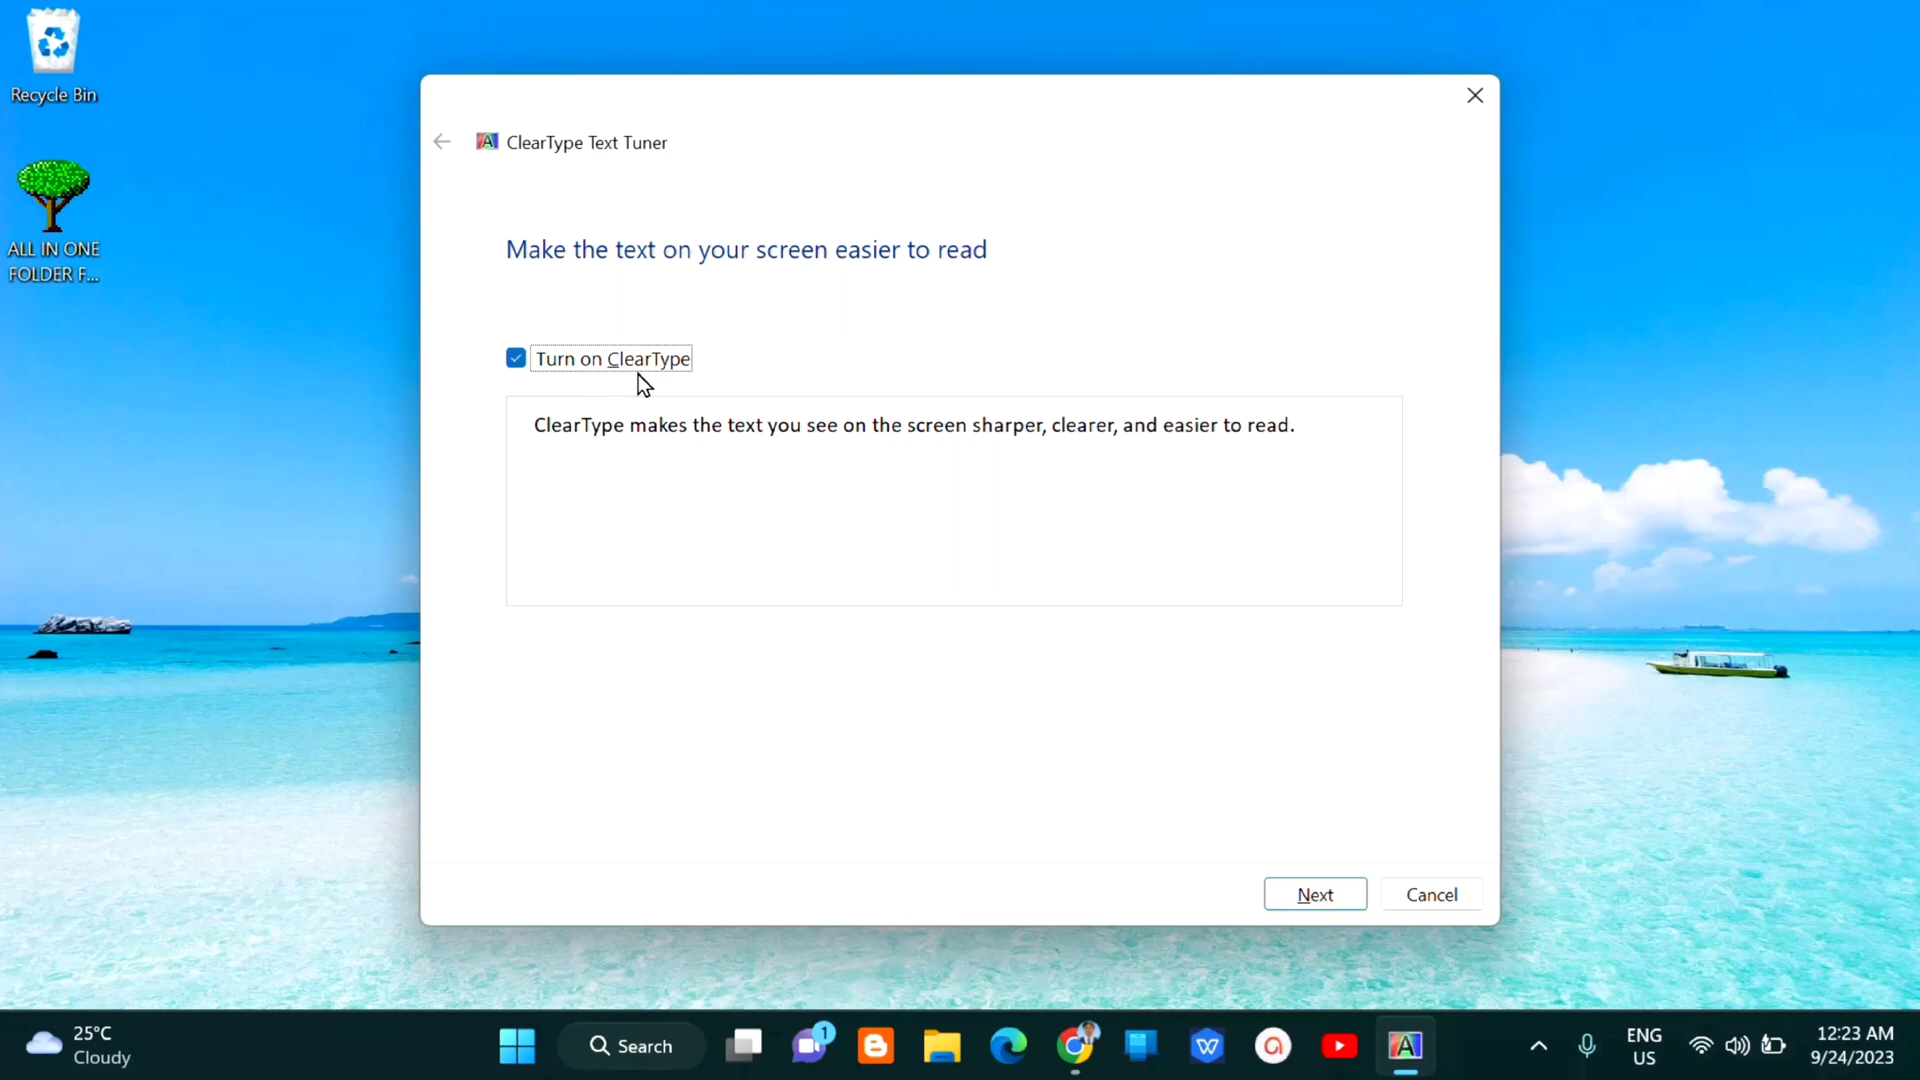 Recycle Bin
ALL IN ONE
FOLDER F...
ClearType Text Tuner
Make the text on your screen easier to read
Turn on ClearType
ClearType makes the text you see on the screen sharper, clearer, and easier to read.
Next
Cancel
25°C
Cloudy
Search
1
ENG
US
12:23 AM
9/24/2023